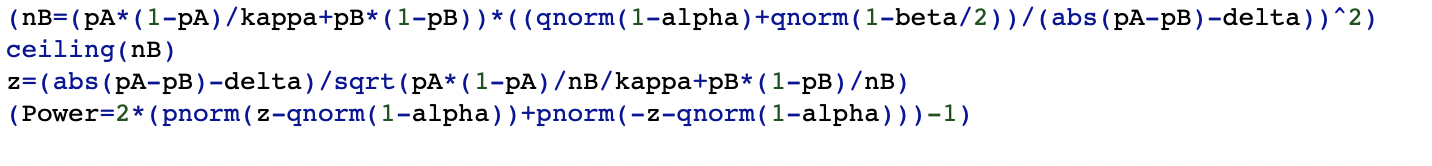 (nB=(pA*(1-pA)/kappa+pB*(1-pB))*((qnorm(1-alpha)+qnorm(1-beta/2))/(abs(pA-pB)-delta))^2)
ceiling(nB)
z=(abs(pA-pB)-delta)/sqrt(pA*(1-pA)/nB/kappa+pB*(1-pB)/nB)
(Power=2*(pnorm(z-qnorm(1-alpha))+pnorm(-z-qnorm(1-alpha)))-1)